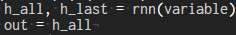 h_all, h_last = rnn(variable)
out = h_all